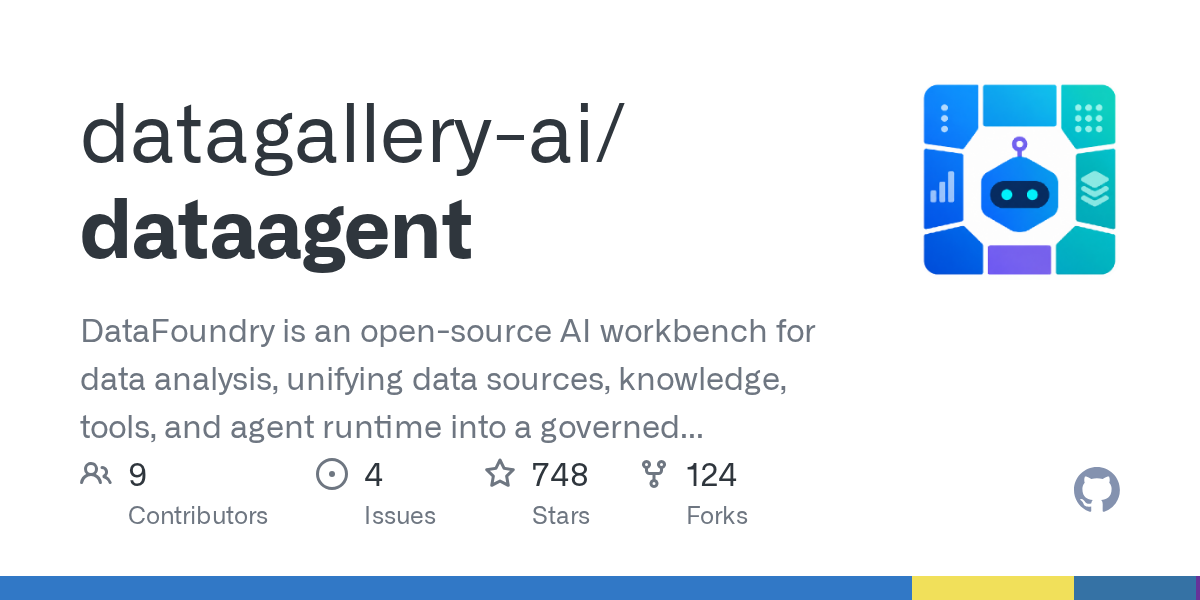 datagallery-ai/
dataagent
DataFoundry is an open-source AI workbench for
data analysis, unifying data sources, knowledge,
tools, and agent runtime into a governed...
9 4 748 124
Contributors Issues Stars Forks